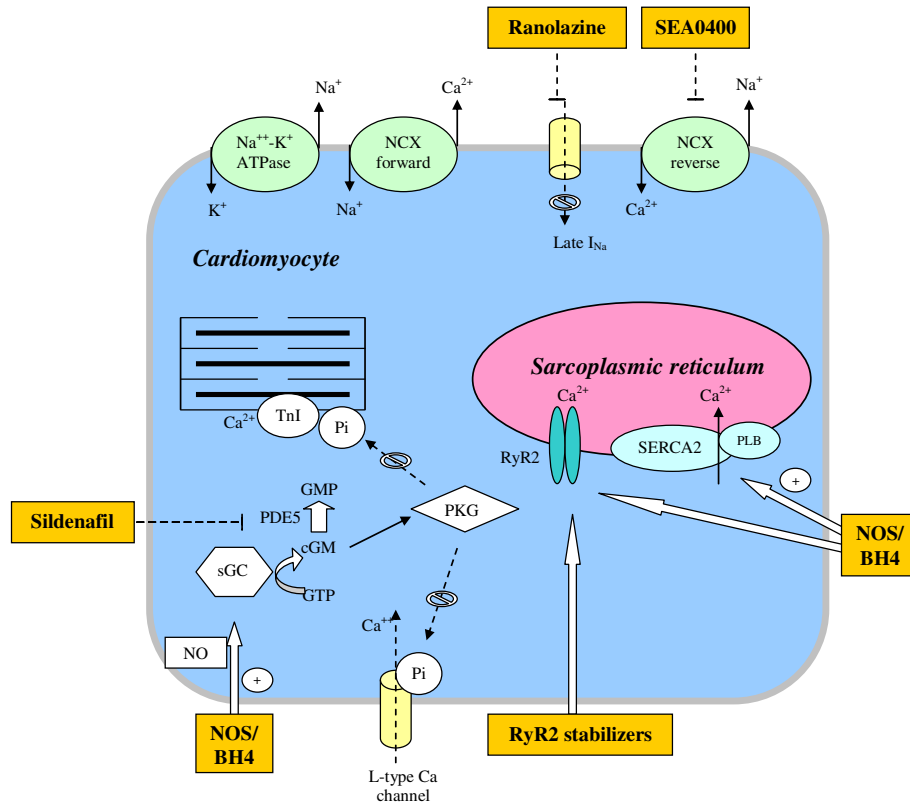 Ranolazine
SEA0400
Na⁺
Ca²⁺
Na⁺
Na⁺⁺-K⁺
ATPase
NCX
forward
NCX
reverse
K⁺
Na⁺
Ca²⁺
Late I_Na
Cardiomyocyte
Sarcoplasmic reticulum
Ca²⁺
Ca²⁺
Ca²⁺
TnI
Pi
RyR2
SERCA2
PLB
+
GMP
PDE5
PKG
Sildenafil
cGM
sGC
GTP
NOS/
BH4
Ca⁺⁺
NO
Pi
+
NOS/
BH4
RyR2 stabilizers
L-type Ca
channel